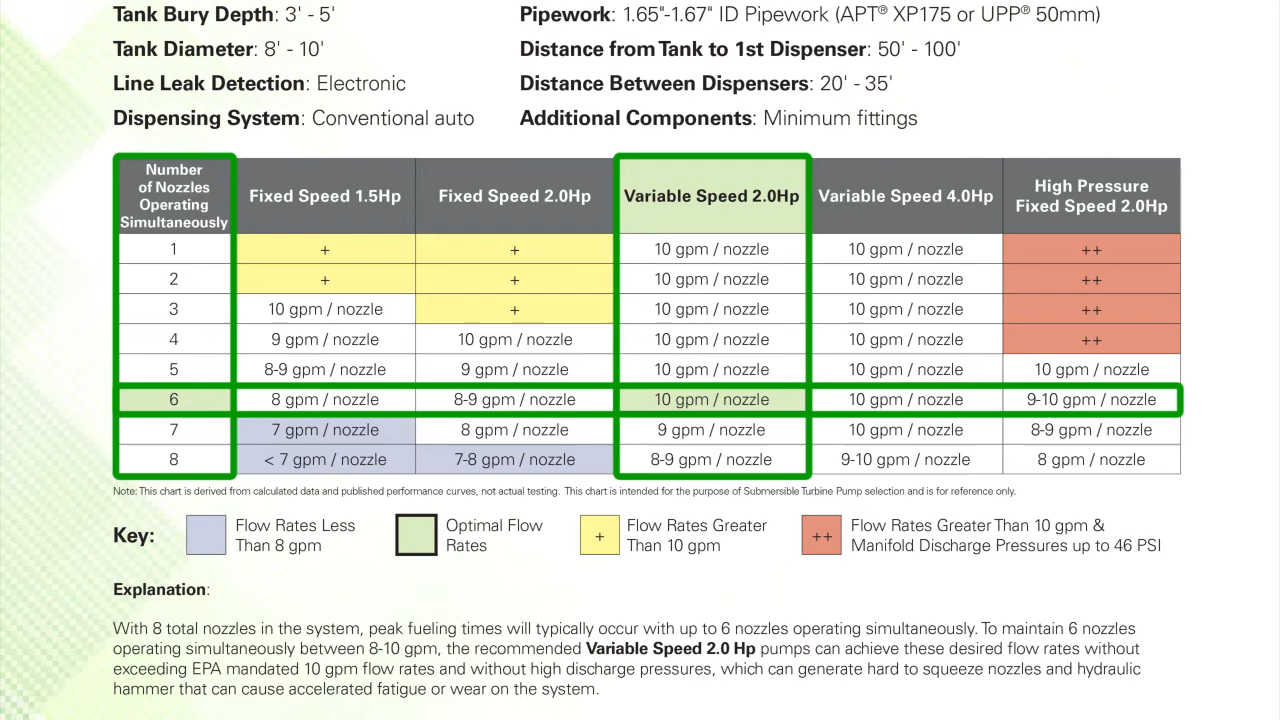 Tank Bury Depth: 3' - 5'
Pipework: 1.65"-1.67" ID Pipework (APT® XP175 or UPP® 50mm)
Tank Diameter: 8' - 10'
Distance from Tank to 1st Dispenser: 50' - 100'
Line Leak Detection: Electronic
Distance Between Dispensers: 20' - 35'
Dispensing System: Conventional auto
Additional Components: Minimum fittings
Number
of Nozzles
Operating
Simultaneously
Fixed Speed 1.5Hp
Fixed Speed 2.0Hp
Variable Speed 2.0Hp
Variable Speed 4.0Hp
High Pressure
Fixed Speed 2.0Hp
1 + + 10 gpm / nozzle 10 gpm / nozzle ++
2 + + 10 gpm / nozzle 10 gpm / nozzle ++
3 10 gpm / nozzle + 10 gpm / nozzle 10 gpm / nozzle ++
4 9 gpm / nozzle 10 gpm / nozzle 10 gpm / nozzle 10 gpm / nozzle ++
5 8-9 gpm / nozzle 9 gpm / nozzle 10 gpm / nozzle 10 gpm / nozzle 10 gpm / nozzle
6 8 gpm / nozzle 8-9 gpm / nozzle 10 gpm / nozzle 10 gpm / nozzle 9-10 gpm / nozzle
7 7 gpm / nozzle 8 gpm / nozzle 9 gpm / nozzle 10 gpm / nozzle 8-9 gpm / nozzle
8 < 7 gpm / nozzle 7-8 gpm / nozzle 8-9 gpm / nozzle 9-10 gpm / nozzle 8 gpm / nozzle
Note: This chart is derived from calculated data and published performance curves, not actual testing. This chart is intended for the purpose of Submersible Turbine Pump selection and is for reference only.
Key:
Flow Rates Less
Than 8 gpm
Optimal Flow
Rates
+
Flow Rates Greater
Than 10 gpm
++
Flow Rates Greater Than 10 gpm &
Manifold Discharge Pressures up to 46 PSI
Explanation:
With 8 total nozzles in the system, peak fueling times will typically occur with up to 6 nozzles operating simultaneously. To maintain 6 nozzles
operating simultaneously between 8-10 gpm, the recommended Variable Speed 2.0 Hp pumps can achieve these desired flow rates without
exceeding EPA mandated 10 gpm flow rates and without high discharge pressures, which can generate hard to squeeze nozzles and hydraulic
hammer that can cause accelerated fatigue or wear on the system.